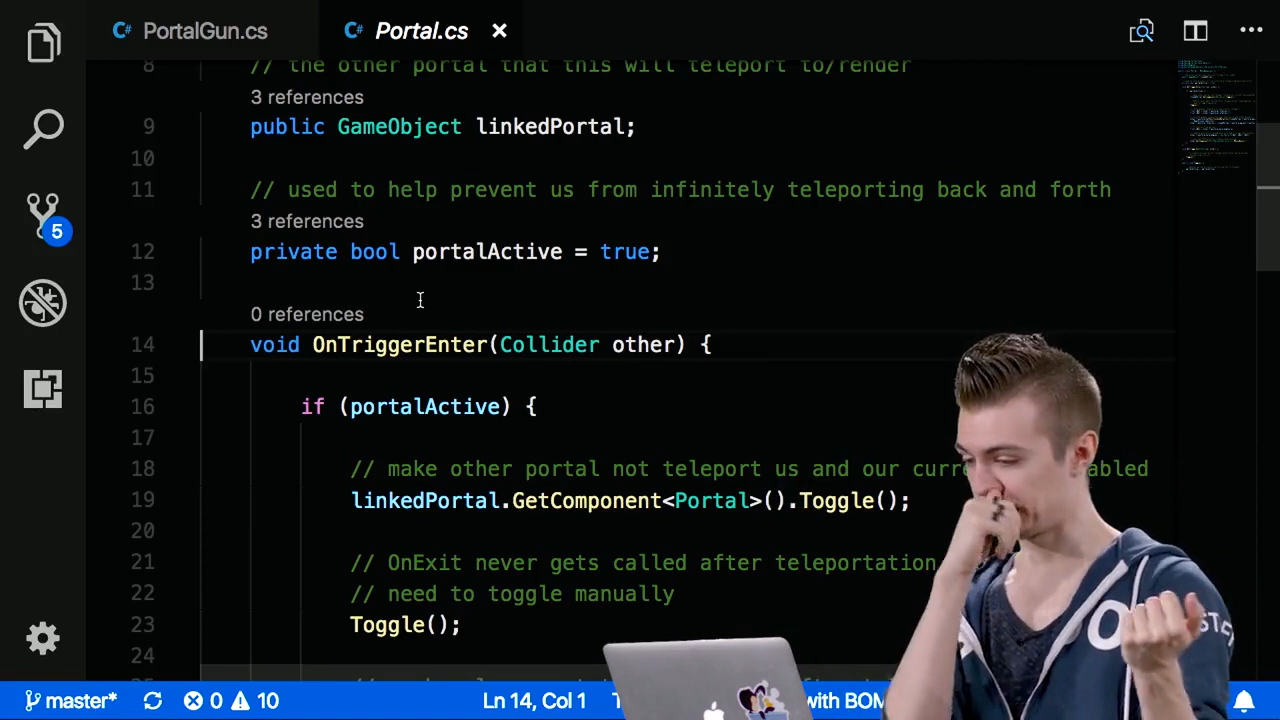 PortalGun.cs
Portal.cs
8 // the other portal that this will teleport to/render
3 references
9 public GameObject linkedPortal;
10
11 // used to help prevent us from infinitely teleporting back and forth
3 references
12 private bool portalActive = true;
13
0 references
14 void OnTriggerEnter(Collider other) {
15
16 if (portalActive) {
17
18 // make other portal not teleport us and our
19 linkedPortal.GetComponent<Portal>().Toggle();
20
21 // OnExit never gets called after teleportation
22 // need to toggle manually
23 Toggle();
24
5
master* 0 10 Ln 14, Col 1 with BOM